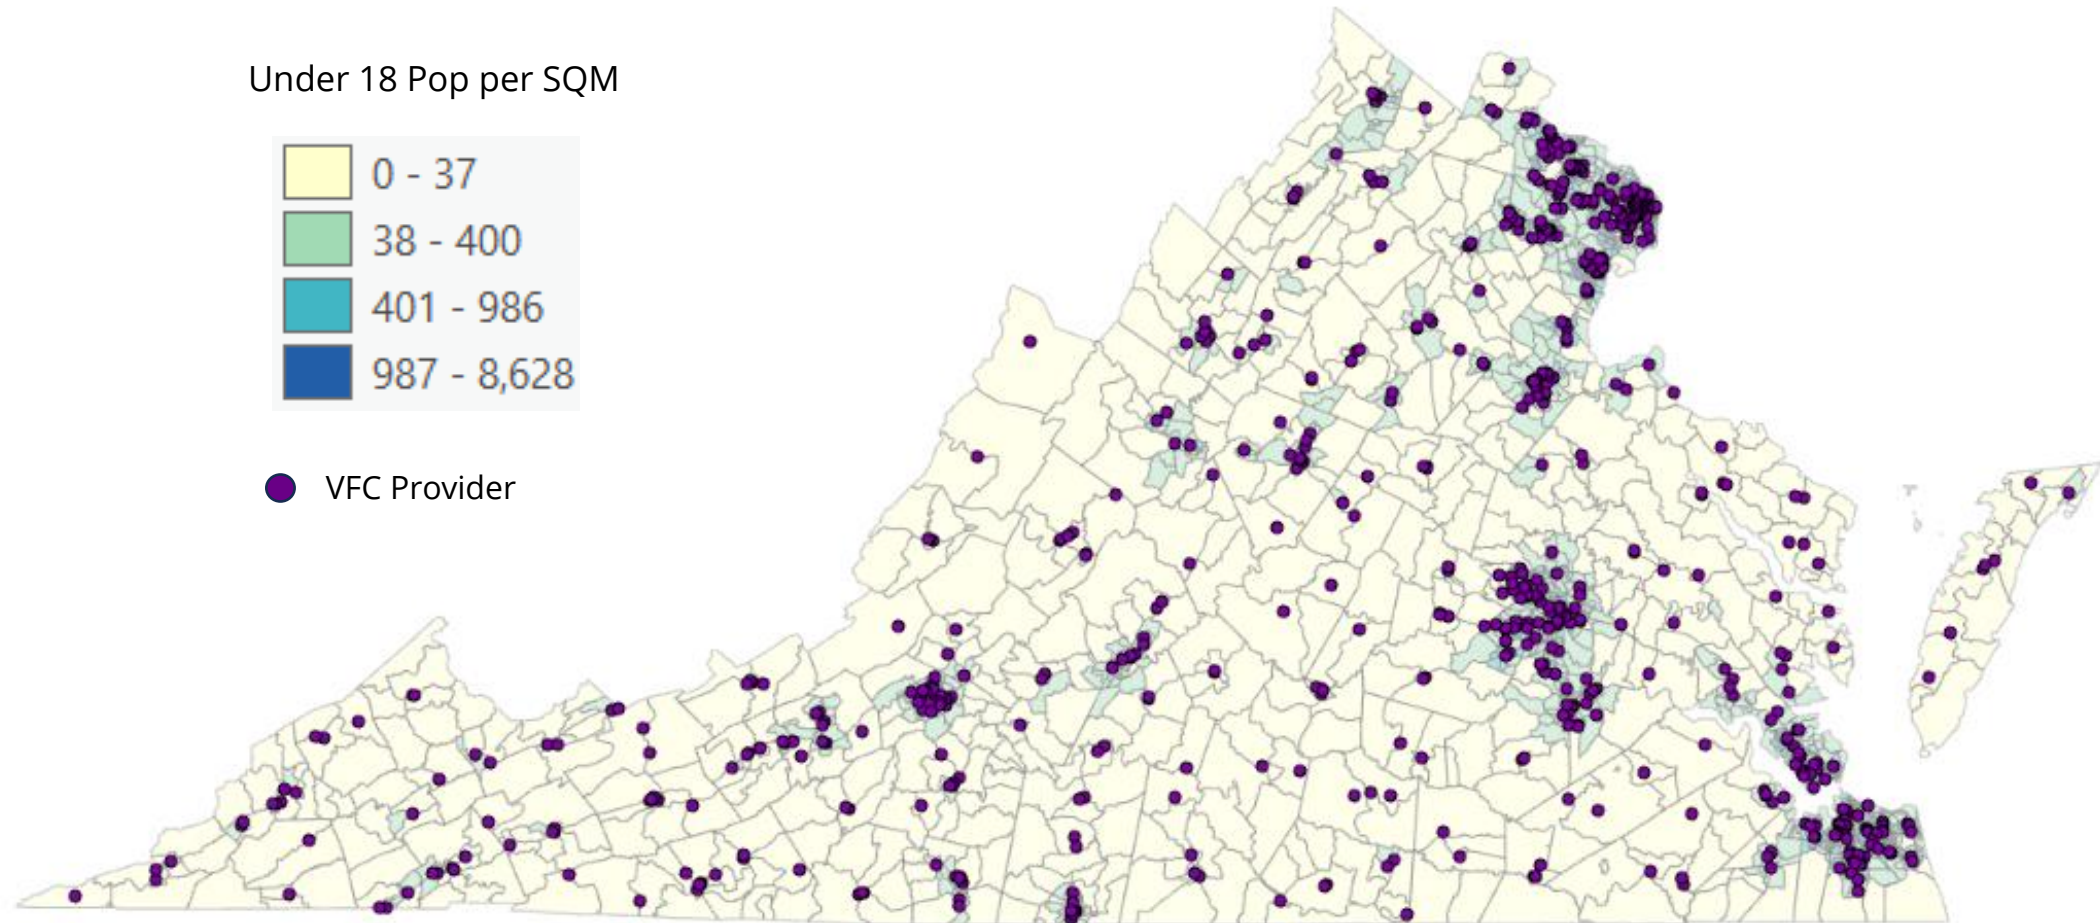 Under 18 Pop per SQM
0 - 37
38 - 400
401 - 986
987 - 8,628
VFC Provider